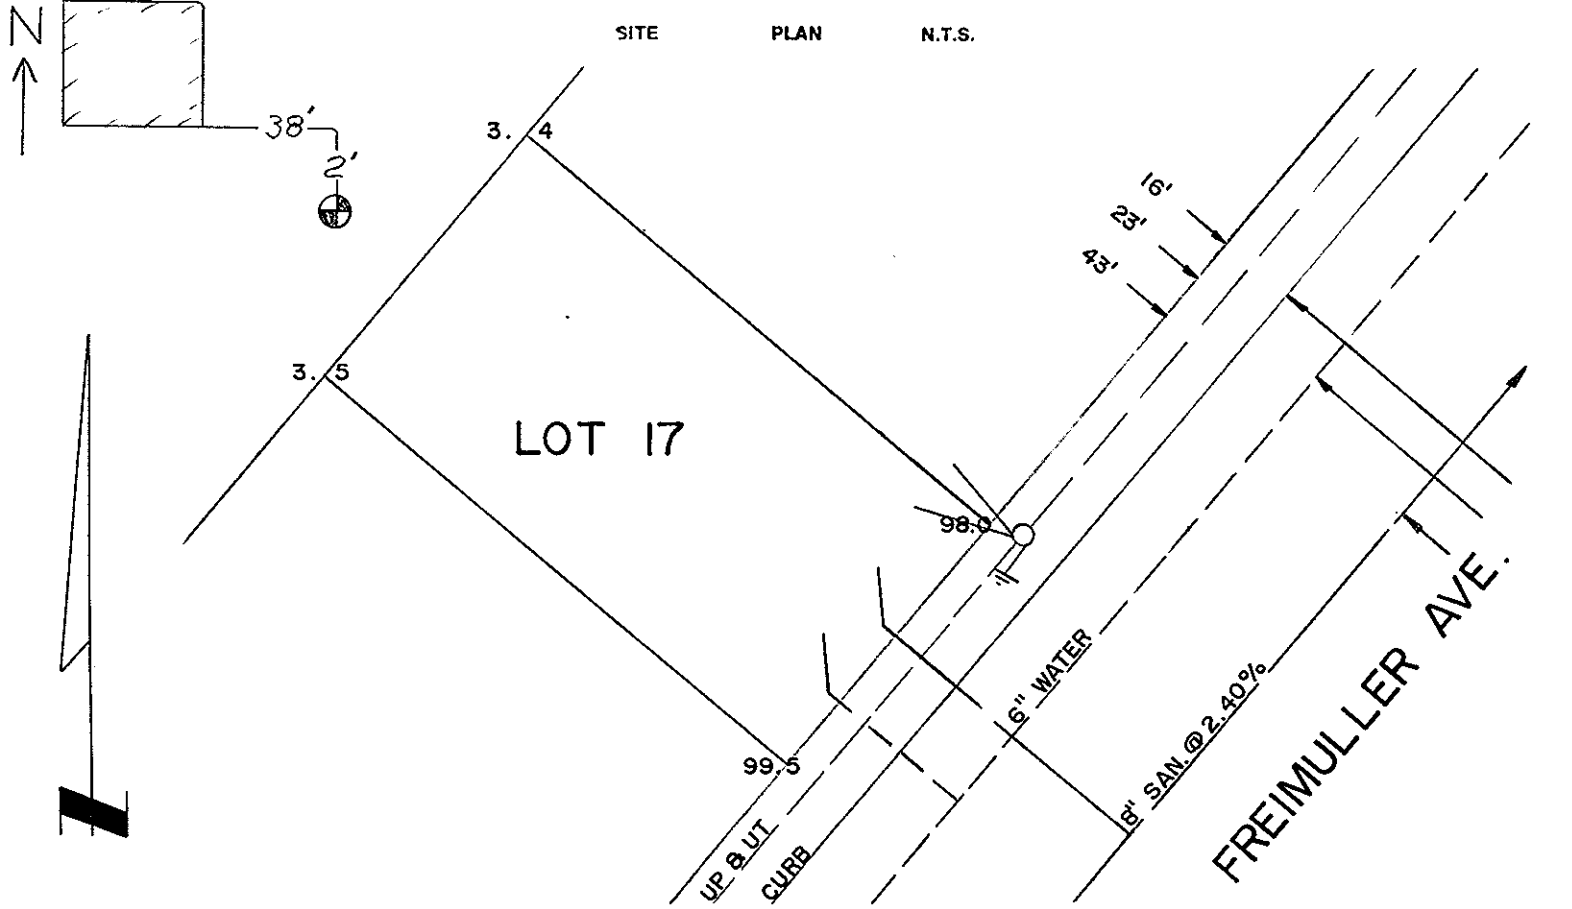 SITE PLAN N.T.S.
N
38'
2'
3. 4
16'
23'
43'
3. 5
LOT 17
98.0
99.5
6" WATER
8" SAN. @ 2.40%
FREIMULLER AVE.
UP & UT
CURB